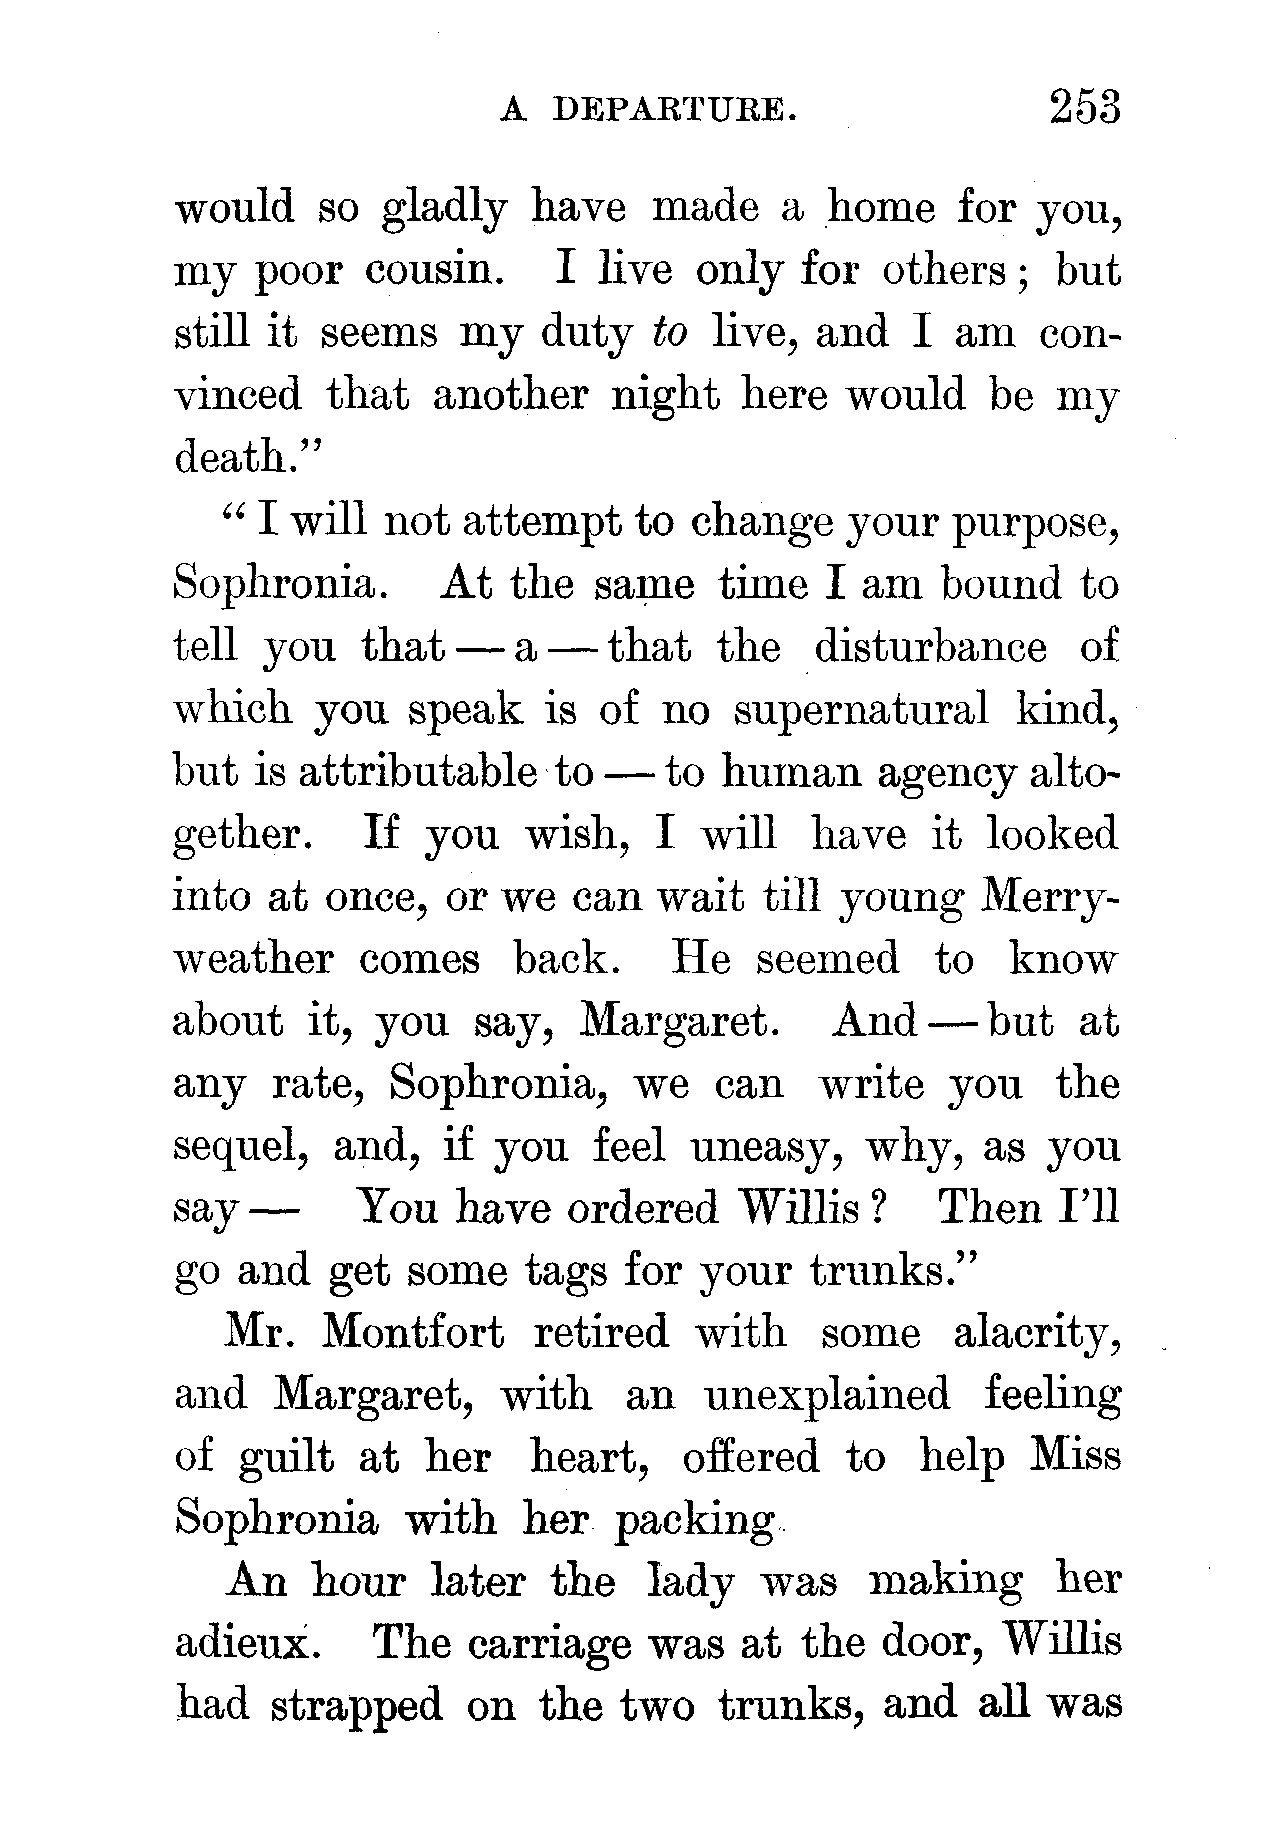 A DEPARTURE. 253
would so gladly have made a home for you,
my poor cousin. I live only for others; but
still it seems my duty to live, and I am con-
vinced that another night here would be my
death."
"I will not attempt to change your purpose,
Sophronia. At the same time I am bound to
tell you that — a — that the disturbance of
which you speak is of no supernatural kind,
but is attributable to — to human agency alto-
gether. If you wish, I will have it looked
into at once, or we can wait till young Merry-
weather comes back. He seemed to know
about it, you say, Margaret. And — but at
any rate, Sophronia, we can write you the
sequel, and, if you feel uneasy, why, as you
say — You have ordered Willis? Then I'll
go and get some tags for your trunks."
Mr. Montfort retired with some alacrity,
and Margaret, with an unexplained feeling
of guilt at her heart, offered to help Miss
Sophronia with her packing.
An hour later the lady was making her
adieux. The carriage was at the door, Willis
had strapped on the two trunks, and all was